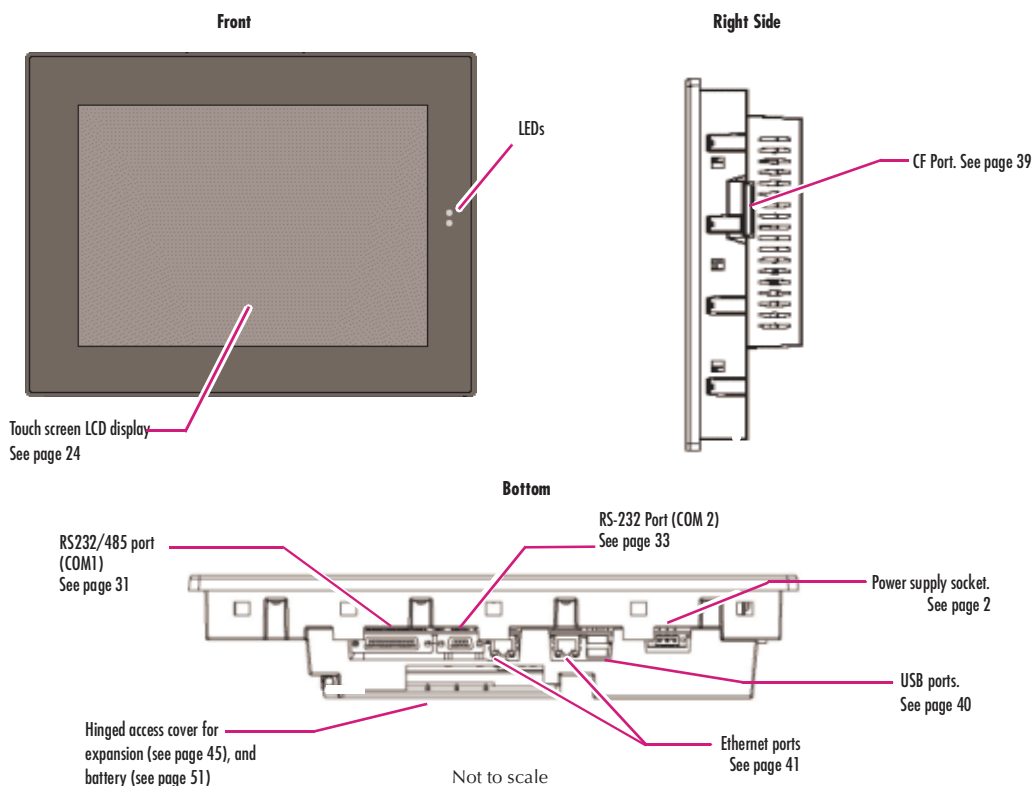 Front
Right Side
LEDs
CF Port. See page 39
Touch screen LCD display
See page 24
Bottom
RS232/485 port
(COM1)
See page 31
RS-232 Port (COM 2)
See page 33
Power supply socket.
See page 2
USB ports.
See page 40
Hinged access cover for
expansion (see page 45), and
battery (see page 51)
Ethernet ports
See page 41
Not to scale